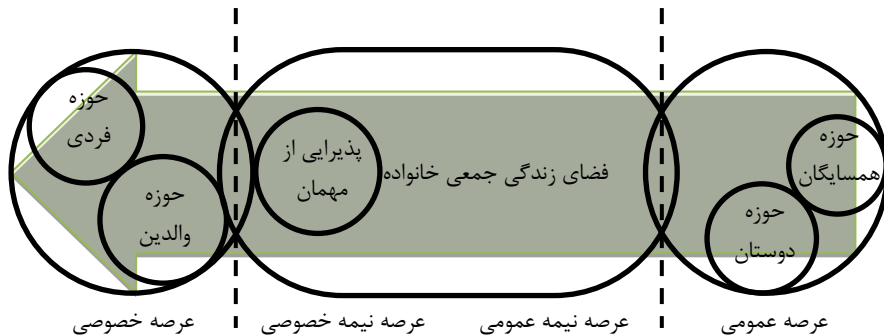 حوزه
همسایگان
حوزه
دوستان
فضای زندگی جمعی خانواده
پذیرایی از
مهمان
حوزه
فردی
حوزه
والدین
عرصه عمومی
عرصه نیمه عمومی
عرصه نیمه خصوصی
عرصه خصوصی